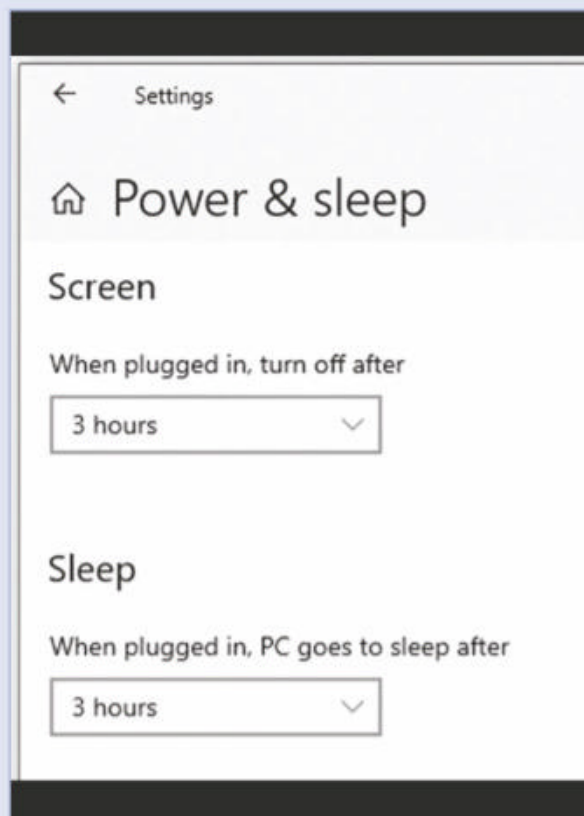 Settings
Power & sleep
Screen
When plugged in, turn off after
3 hours
Sleep
When plugged in, PC goes to sleep after
3 hours